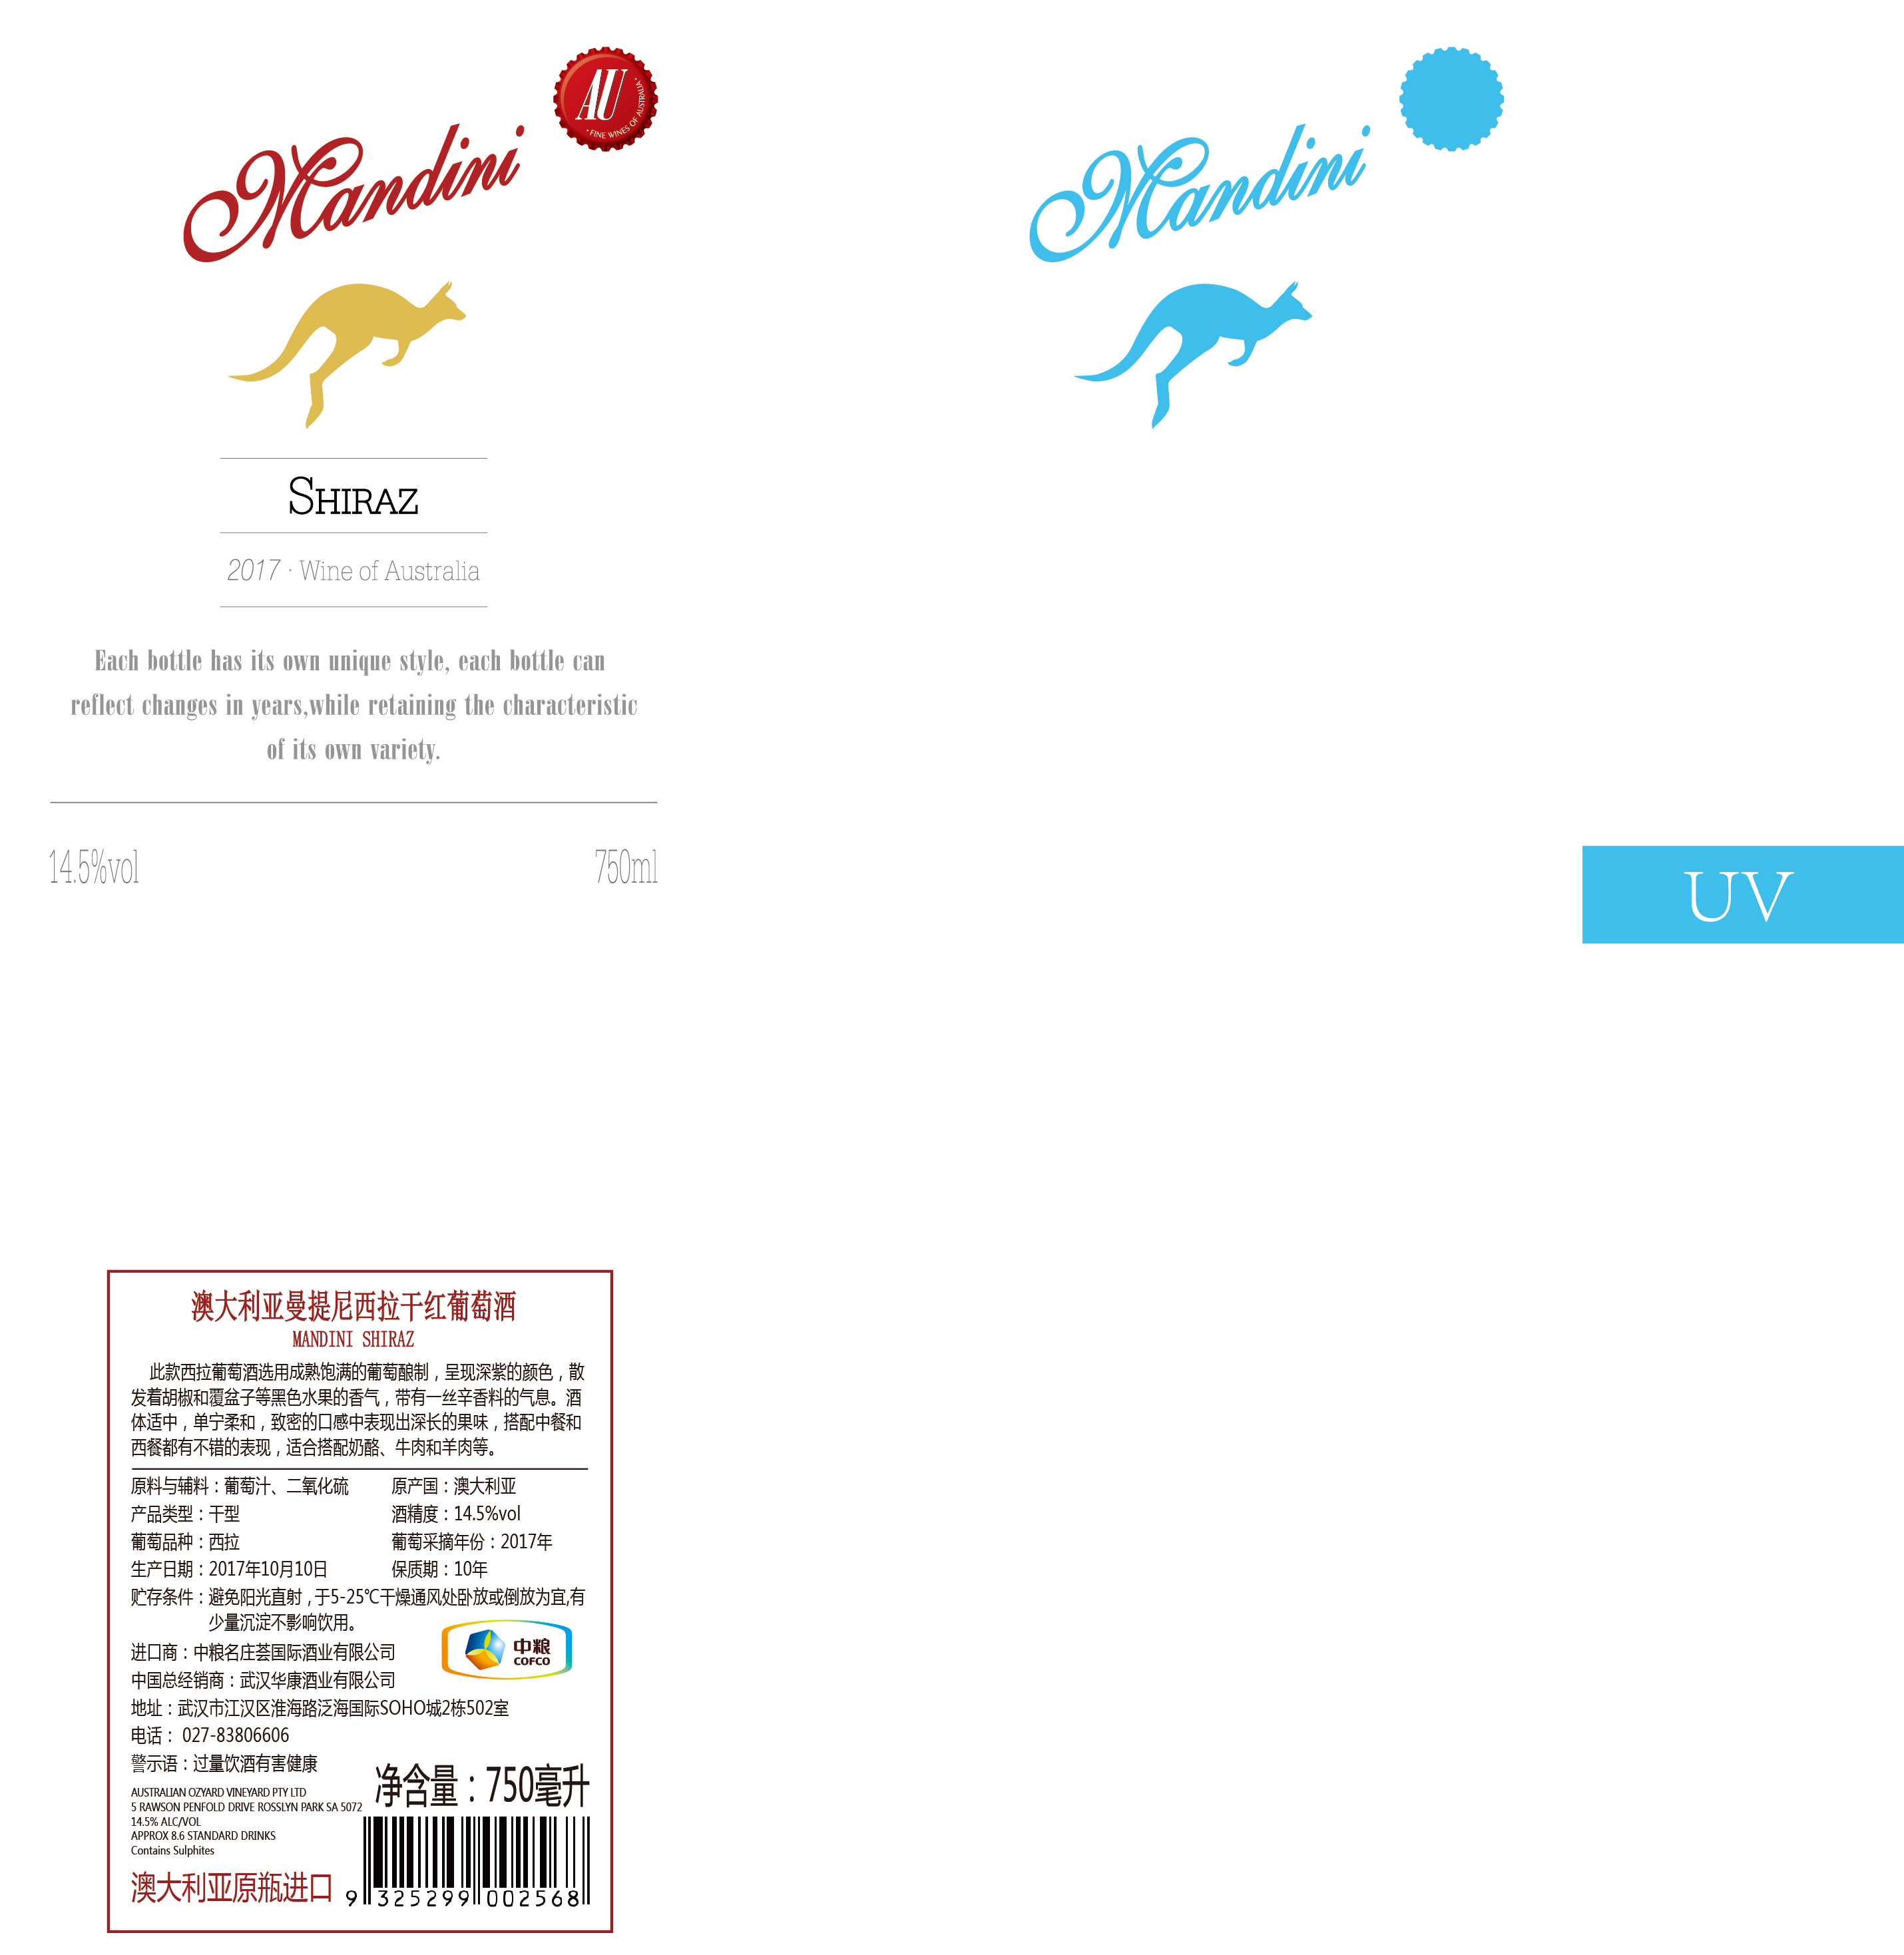 AU
• FINE WINES OF AUSTRALIA •
Mandini
SHIRAZ
2017 · Wine of Australia
Each bottle has its own unique style, each bottle can
reflect changes in years,while retaining the characteristic
of its own variety.
14.5%vol
750ml
Mandini
UV
澳大利亚曼提尼西拉干红葡萄酒
MANDINI SHIRAZ
此款西拉葡萄酒选用成熟饱满的葡萄酿制，呈现深紫的颜色，散
发着胡椒和覆盆子等黑色水果的香气，带有一丝辛香料的气息。酒
体适中，单宁柔和，致密的口感中表现出深长的果味，搭配中餐和
西餐都有不错的表现，适合搭配奶酪、牛肉和羊肉等。
原料与辅料：葡萄汁、二氧化硫 原产国：澳大利亚
产品类型：干型 酒精度：14.5%vol
葡萄品种：西拉 葡萄采摘年份：2017年
生产日期：2017年10月10日 保质期：10年
贮存条件：避免阳光直射，于5-25℃干燥通风处卧放或倒放为宜,有
少量沉淀不影响饮用。
进口商：中粮名庄荟国际酒业有限公司
中粮
COFCO
中国总经销商：武汉华康酒业有限公司
地址：武汉市江汉区淮海路泛海国际SOHO城2栋502室
电话： 027-83806606
警示语：过量饮酒有害健康
净含量：750毫升
AUSTRALIAN OZYARD VINEYARD PTY LTD
5 RAWSON PENFOLD DRIVE ROSSLYN PARK SA 5072
14.5% ALC/VOL
APPROX 8.6 STANDARD DRINKS
Contains Sulphites
澳大利亚原瓶进口
9 325299 002568